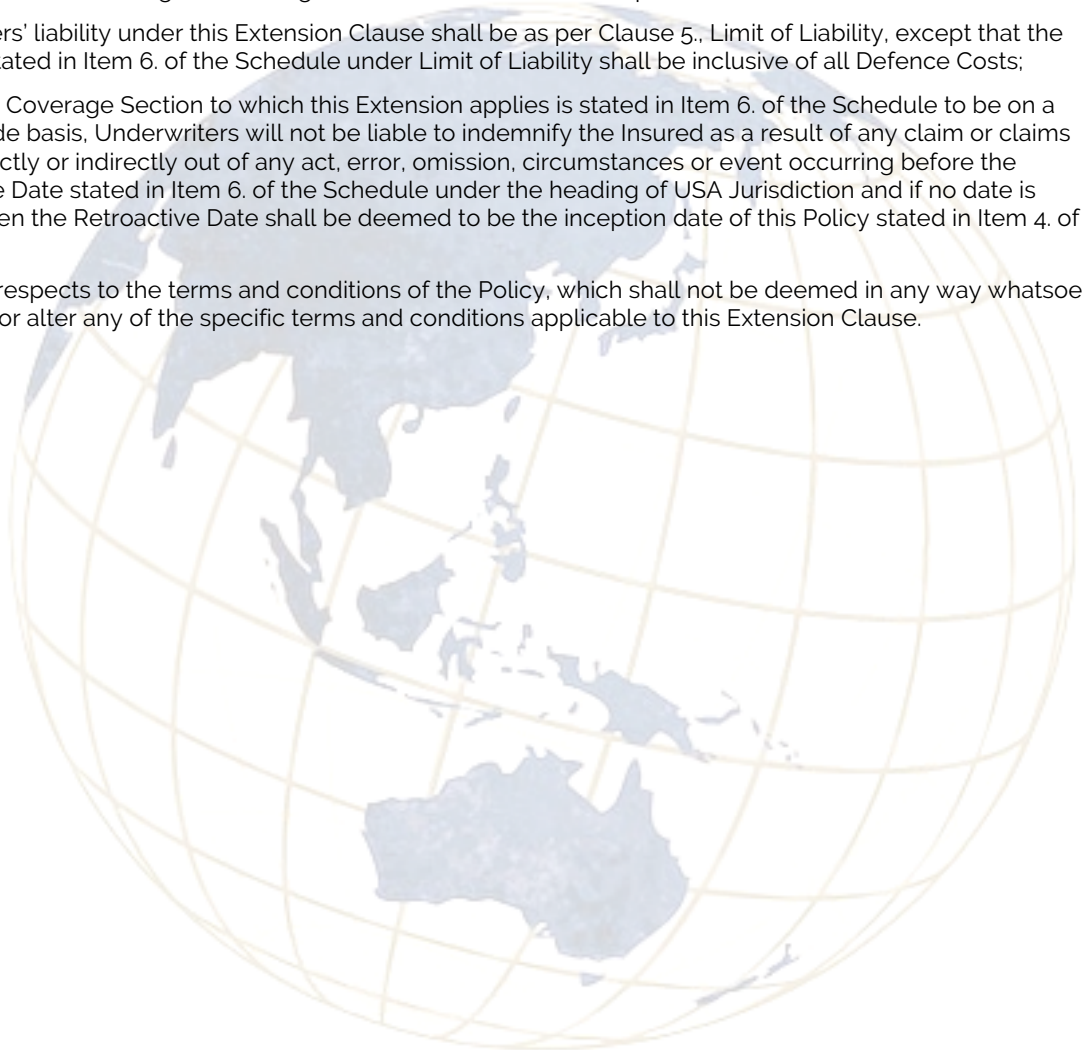 ers' liability under this Extension Clause shall be as per Clause 5., Limit of Liability, except that the
tated in Item 6. of the Schedule under Limit of Liability shall be inclusive of all Defence Costs;
Coverage Section to which this Extension applies is stated in Item 6. of the Schedule to be on a
de basis, Underwriters will not be liable to indemnify the Insured as a result of any claim or claims
ctly or indirectly out of any act, error, omission, circumstances or event occurring before the
e Date stated in Item 6. of the Schedule under the heading of USA Jurisdiction and if no date is
en the Retroactive Date shall be deemed to be the inception date of this Policy stated in Item 4. of
respects to the terms and conditions of the Policy, which shall not be deemed in any way whatsoe
or alter any of the specific terms and conditions applicable to this Extension Clause.